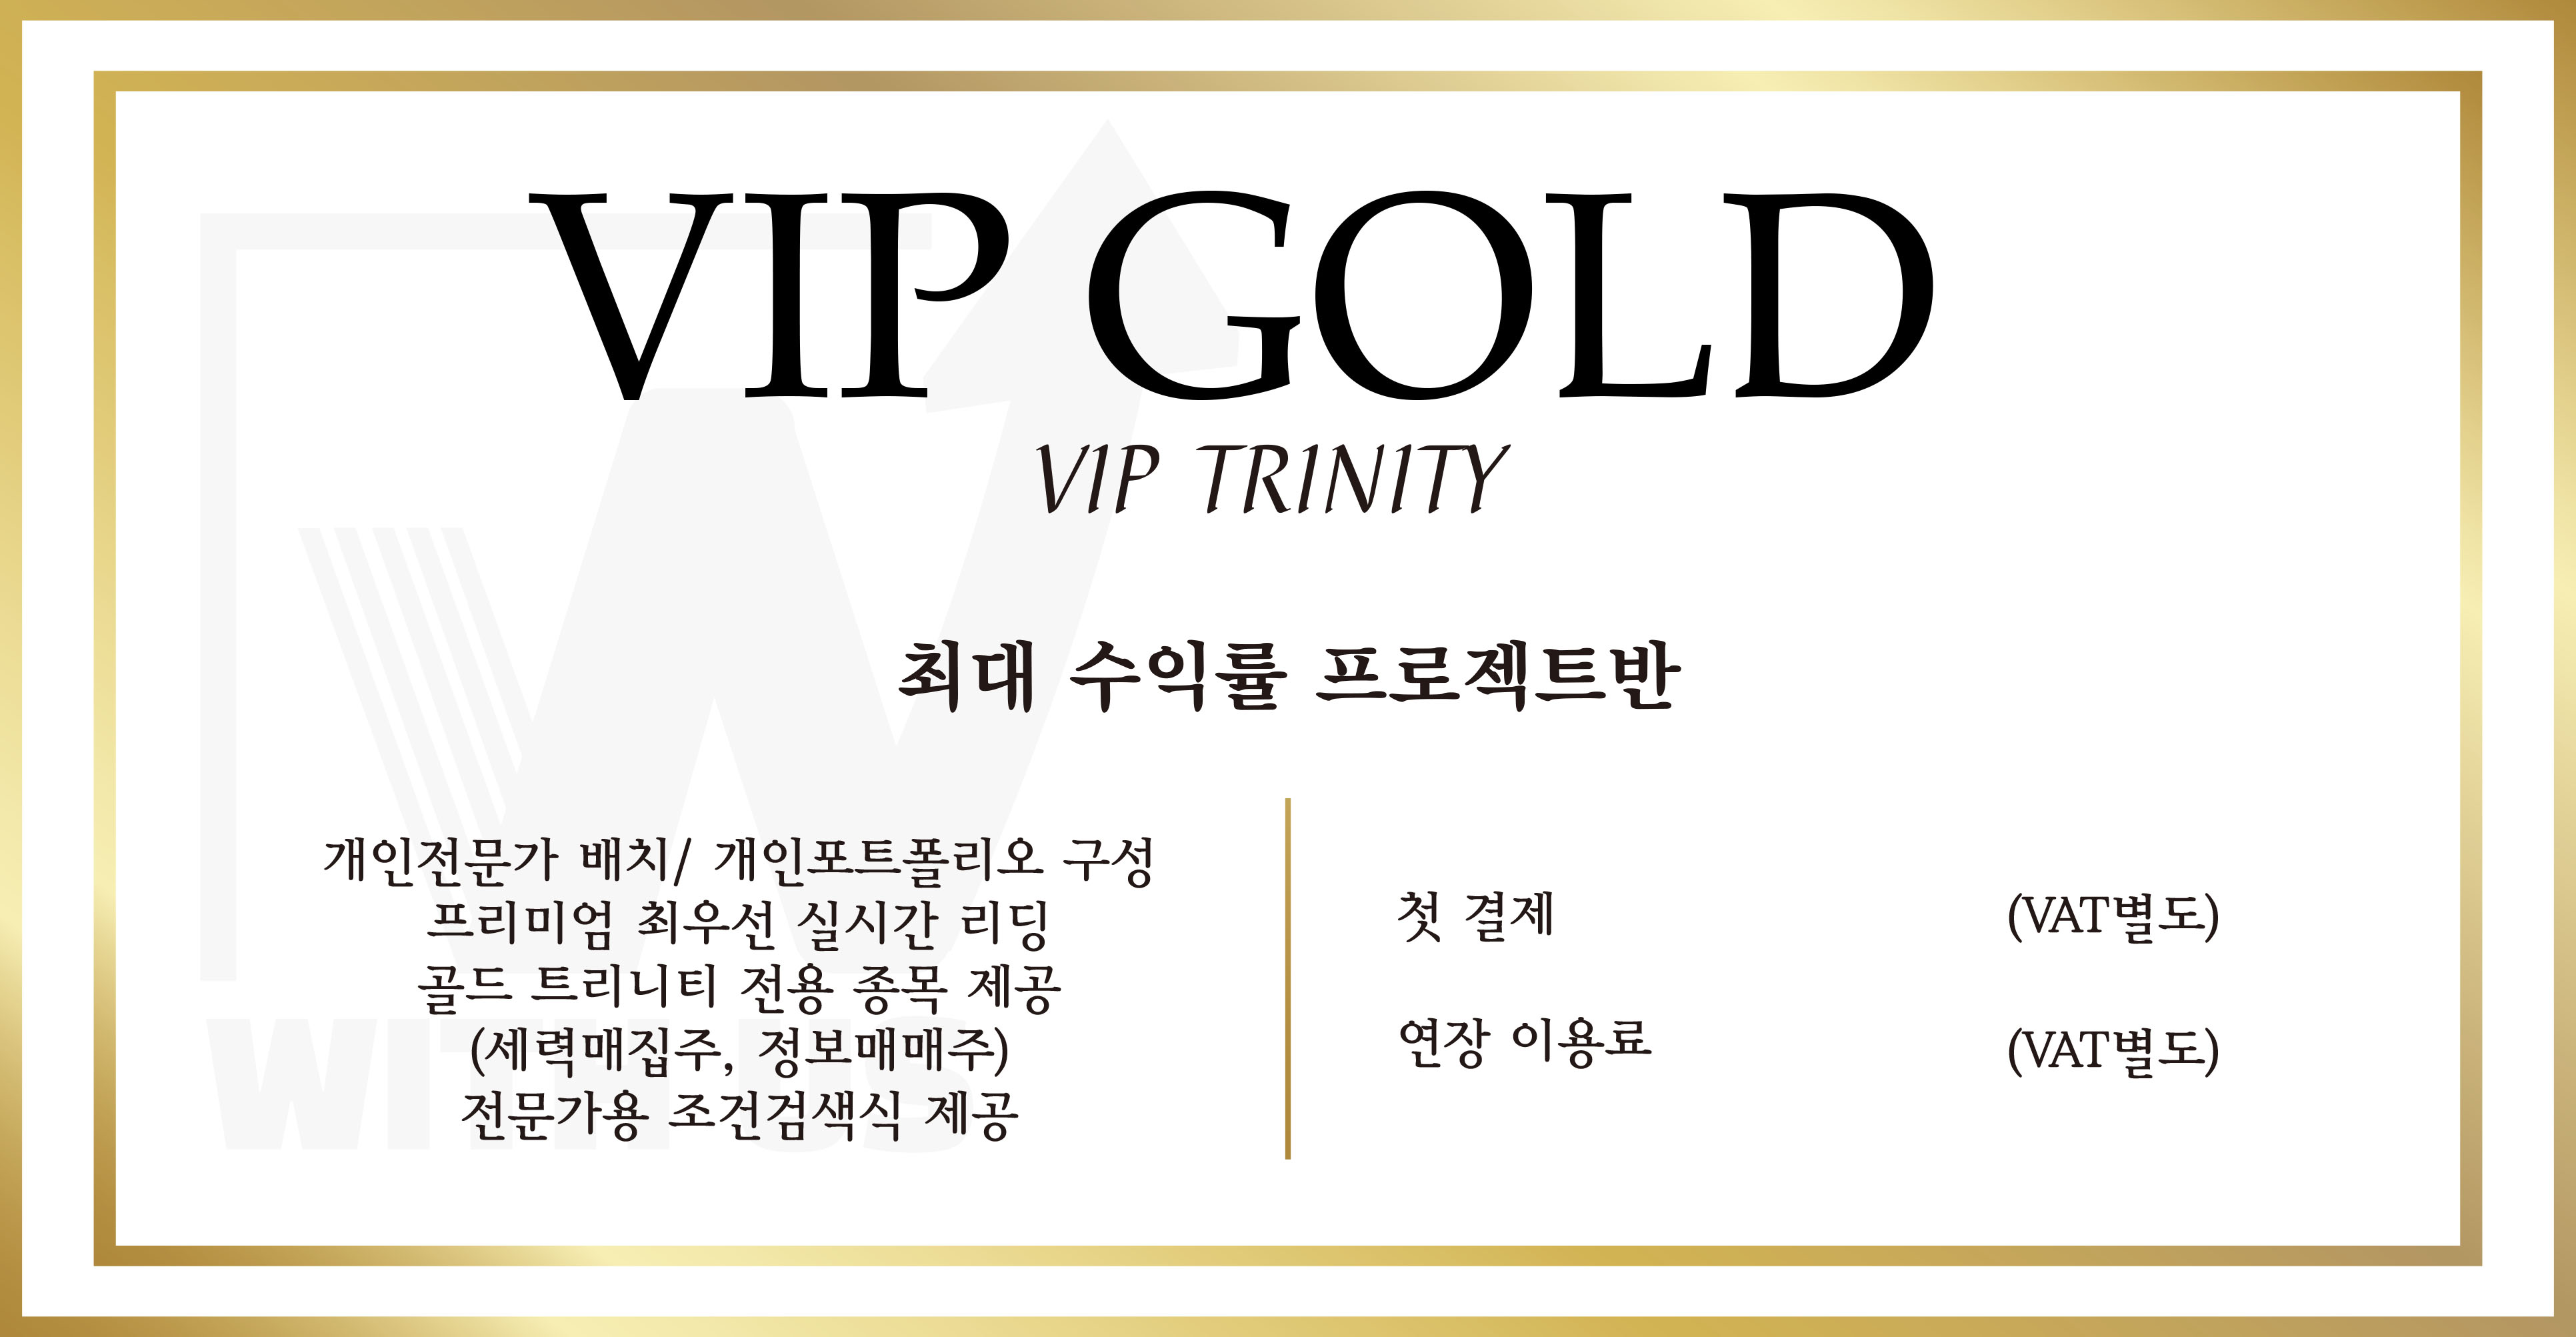 VIP GOLD
VIP TRINITY
최대 수익률 프로젝트반
개인전문가 배치/ 개인포트폴리오 구성
프리미엄 최우선 실시간 리딩
골드 트리니티 전용 종목 제공
(세력매집주, 정보매매주)
전문가용 조건검색식 제공
첫 결제 (VAT별도)
연장 이용료 (VAT별도)
WITH US